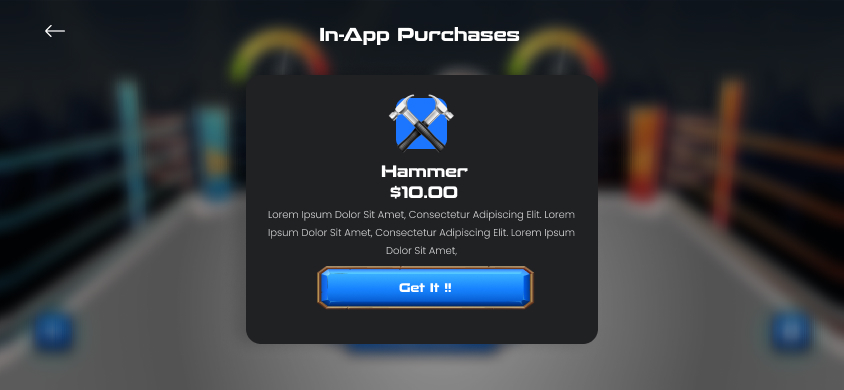 In-App Purchases
Hammer
$10.00
Lorem Ipsum Dolor Sit Amet, Consectetur Adipiscing Elit. Lorem
Ipsum Dolor Sit Amet, Consectetur Adipiscing Elit. Lorem Ipsum
Dolor Sit Amet,
Get It !!